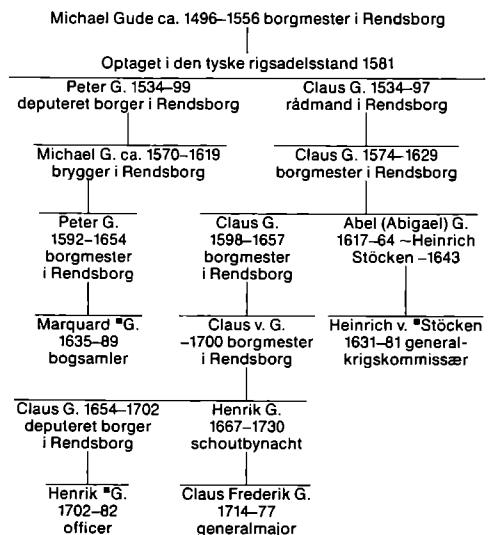 Michael Gude ca. 1496–1556 borgmester i Rendsborg
Optaget i den tyske rigsadelsstand 1581
Peter G. 1534–99
deputeret borger i Rendsborg
Claus G. 1534–97
rådmand i Rendsborg
Michael G. ca. 1570–1619
brygger i Rendsborg
Claus G. 1574–1629
borgmester i Rendsborg
Peter G.
1592–1654
borgmester
i Rendsborg
Claus G.
1598–1657
borgmester
i Rendsborg
Abel (Abigael) G.
1617–64 ~Heinrich
Stöcken –1643
Marquard ■G.
1635–89
bogsamler
Claus v. G.
–1700 borgmester
i Rendsborg
Heinrich v. ■Stöcken
1631–81 general-
krigskommissær
Claus G. 1654–1702
deputeret borger
i Rendsborg
Henrik G.
1667–1730
schoutbynacht
Henrik ■G.
1702–82
officer
Claus Frederik G.
1714–77
generalmajor